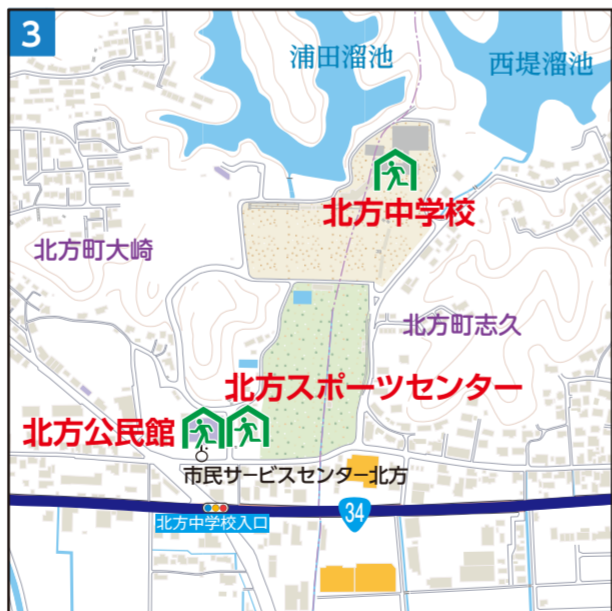 3
浦田溜池
西堤溜池
北方中学校
北方町大崎
北方町志久
北方スポーツセンター
北方公民館
市民サービスセンター北方
北方中学校入口
34